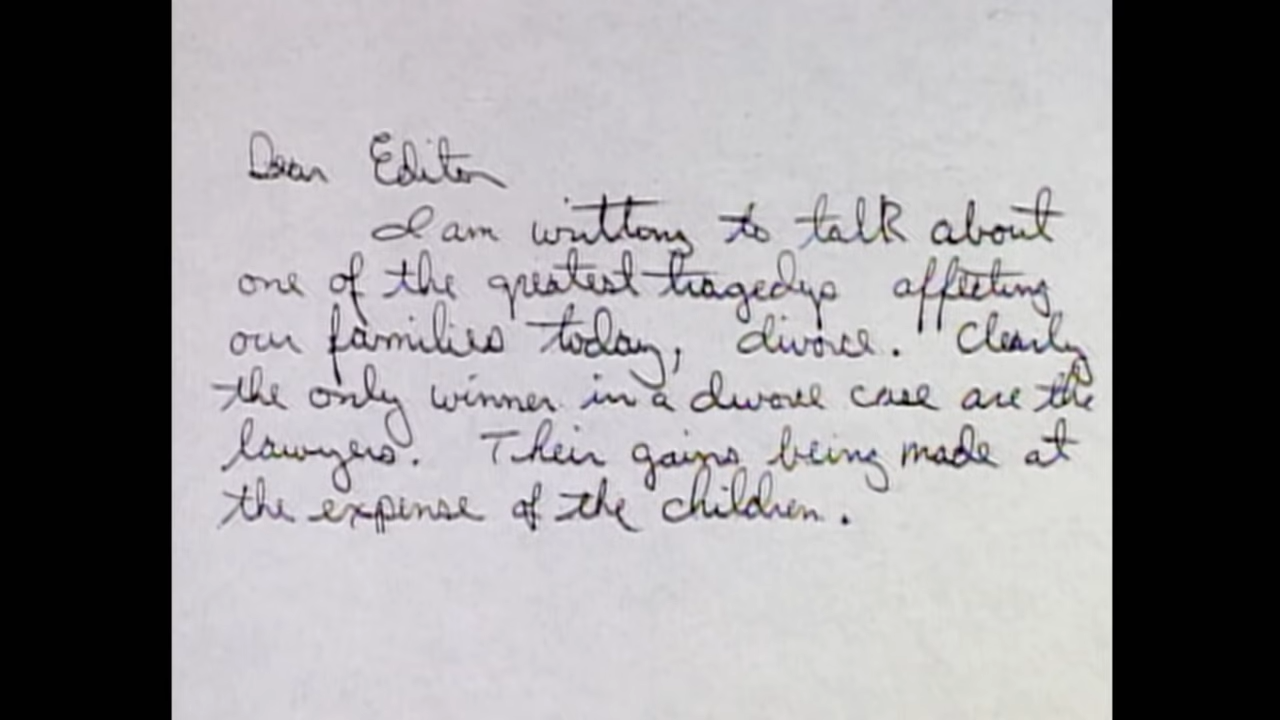 Dear Editor
I am writtong to talk about
one of the greatest tragedys affecting
our families today, divorce. Clearly
the only winner in a divorce case are the
lawyers. Their gains being made at
the expense of the children.